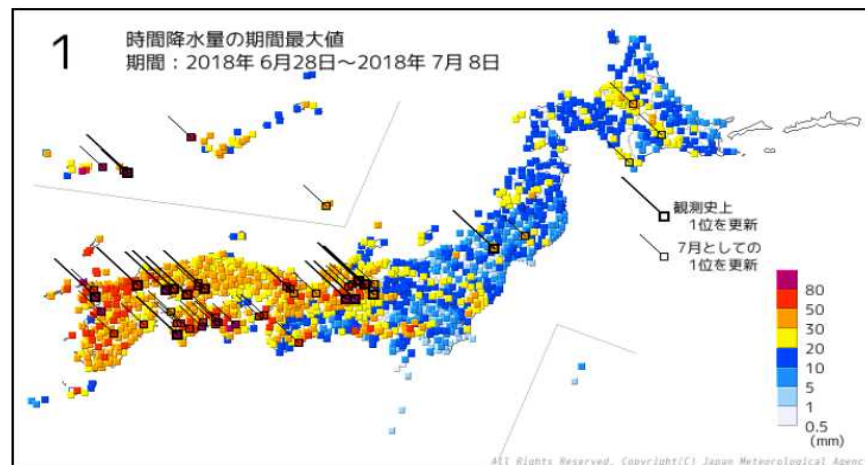 1 時間降水量の期間最大値
期間：2018年 6月28日～2018年 7月 8日
観測史上
1位を更新
7月としての
1位を更新
80
50
30
20
10
5
1
0.5
(mm)
All Rights Reserved. Copyright(C) Japan Meteorological Agenc